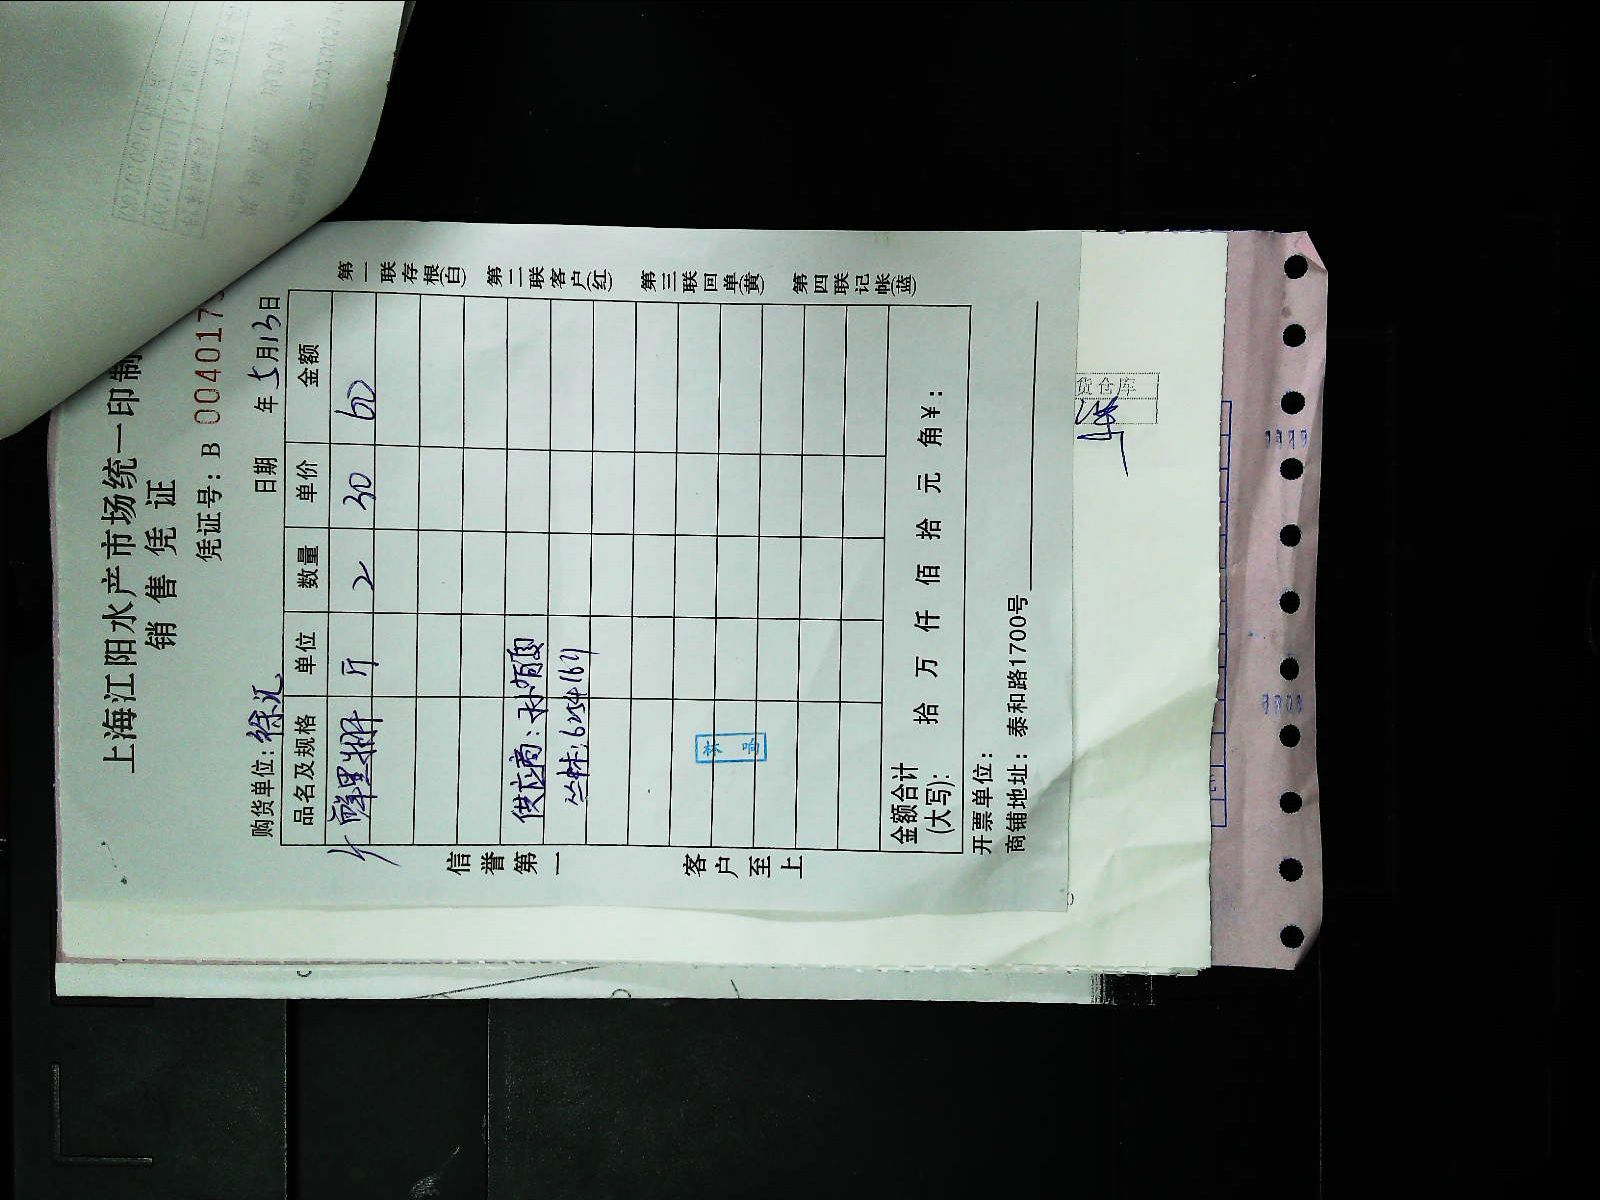 上海江阳水产市场统一印制
销售凭证
凭证号：B 004017
购货单位：徐汇
日期 年 5 月 13 日
品名及规格 单位 数量 单价 金额
斤 2 30 60
供应商：
金额合计(大写)： 拾 万 仟 佰 拾 元 角 ¥：
开票单位：
商铺地址：泰和路1700号
信誉第一 客户至上
第一联存根(白) 第二联客户(红) 第三联回单(黄) 第四联记帐(蓝)
货仓库